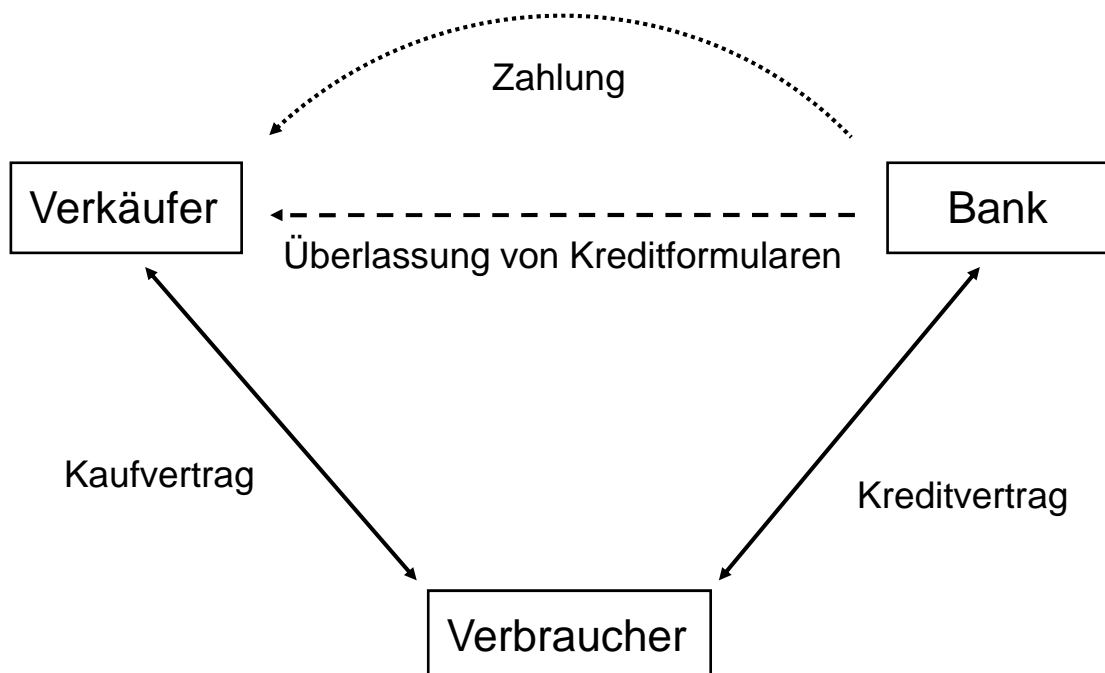 Zahlung
Verkäufer
Bank
Überlassung von Kreditformularen
Kaufvertrag
Kreditvertrag
Verbraucher